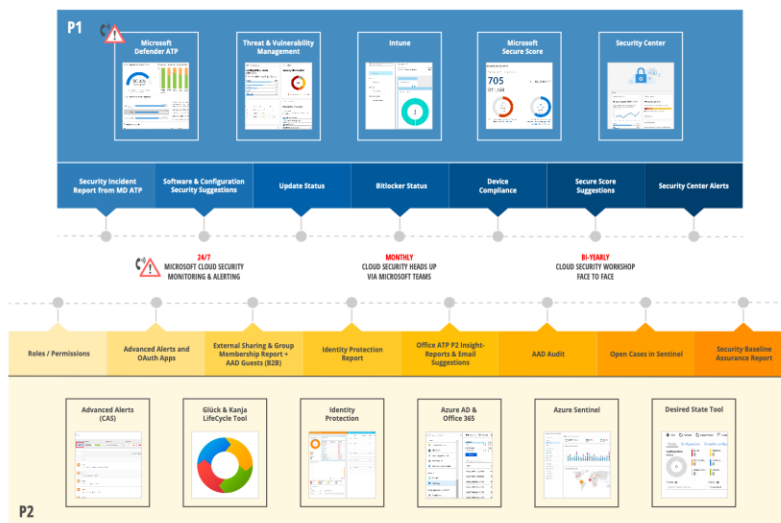 P1
Microsoft
Defender ATP
Threat & Vulnerability
Management
Intune
Microsoft
Secure Score
705
Security Center
Security Incident
Report from MD ATP
Software & Configuration
Security Suggestions
Update Status
Bitlocker Status
Device
Compliance
Secure Score
Suggestions
Security Center Alerts
24/7
MICROSOFT CLOUD SECURITY
MONITORING & ALERTING
MONTHLY
CLOUD SECURITY HEADS UP
VIA MICROSOFT TEAMS
BI-YEARLY
CLOUD SECURITY WORKSHOP
FACE TO FACE
Roles / Permissions
Advanced Alerts and
OAuth Apps
External Sharing & Group
Membership Report +
AAD Guests (B2B)
Identity Protection
Report
Office ATP P2 Insight-
Reports & Email
Suggestions
AAD Audit
Open Cases in Sentinel
Security Baseline
Assurance Report
Advanced Alerts
(CAS)
Glück & Kanja
LifeCycle Tool
Identity
Protection
Azure AD &
Office 365
Azure Sentinel
Desired State Tool
P2